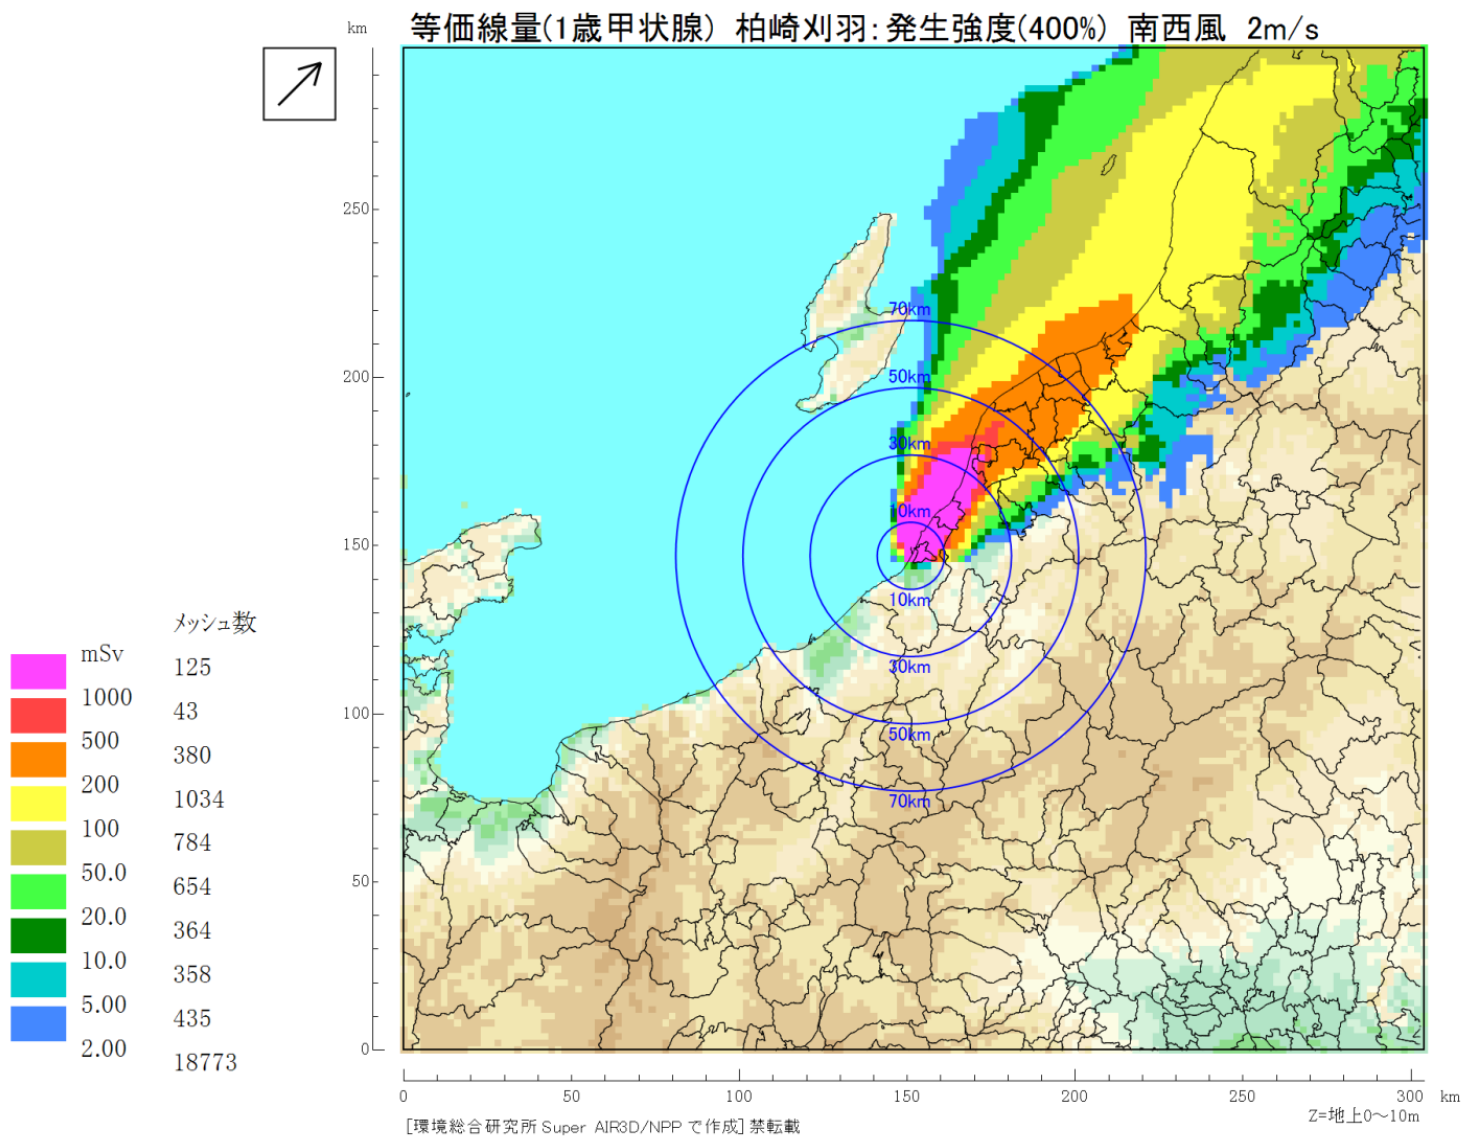 等価線量(1歳甲状腺) 柏崎刈羽:発生強度(400%) 南西風 2m/s
km
250
200
150
100
50
0
70km
50km
30km
10km
10km
30km
50km
70km
メッシュ数
mSv
125
1000
43
500
380
200
1034
100
784
50.0
654
20.0
364
10.0
358
5.00
435
2.00
18773
0
50
100
150
200
250
300
km
Z=地上0~10m
[環境総合研究所 Super AIR3D/NPP で作成] 禁転載